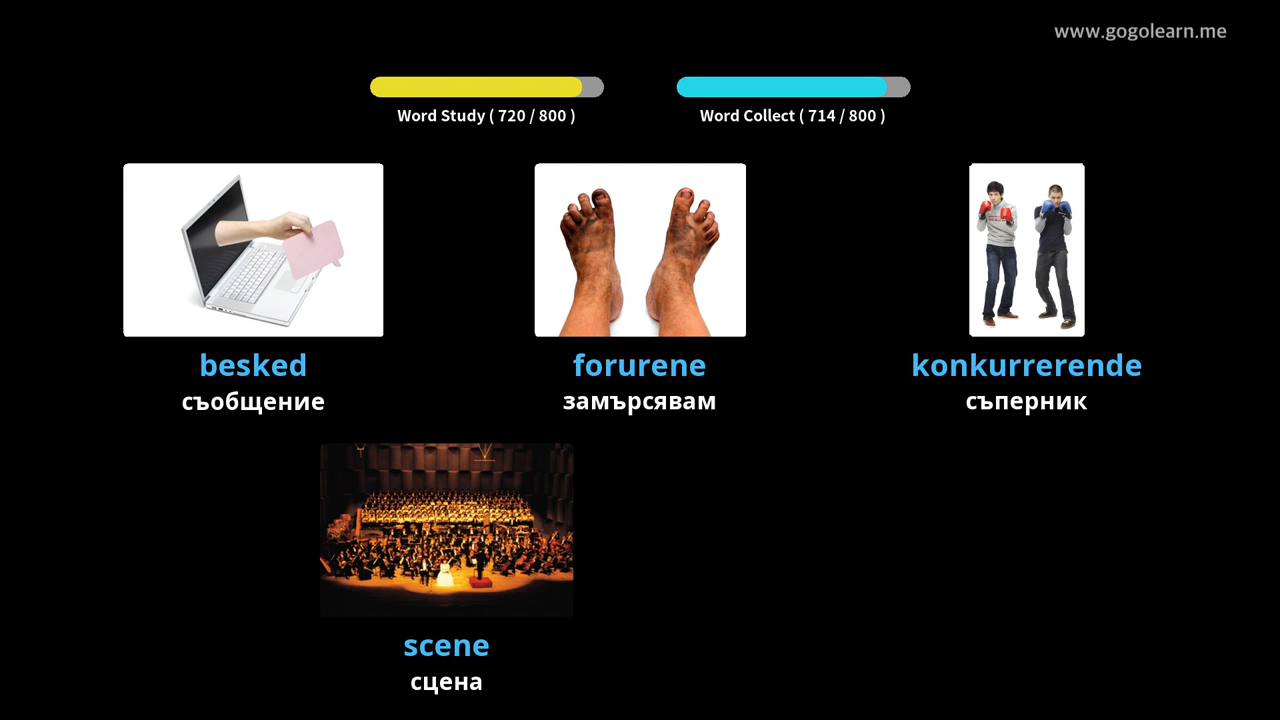 www.gogolearn.me
Word Study ( 720 / 800 )
Word Collect ( 714 / 800 )
besked
forurene
konkurrerende
съобщение
замърсявам
съперник
scene
сцена